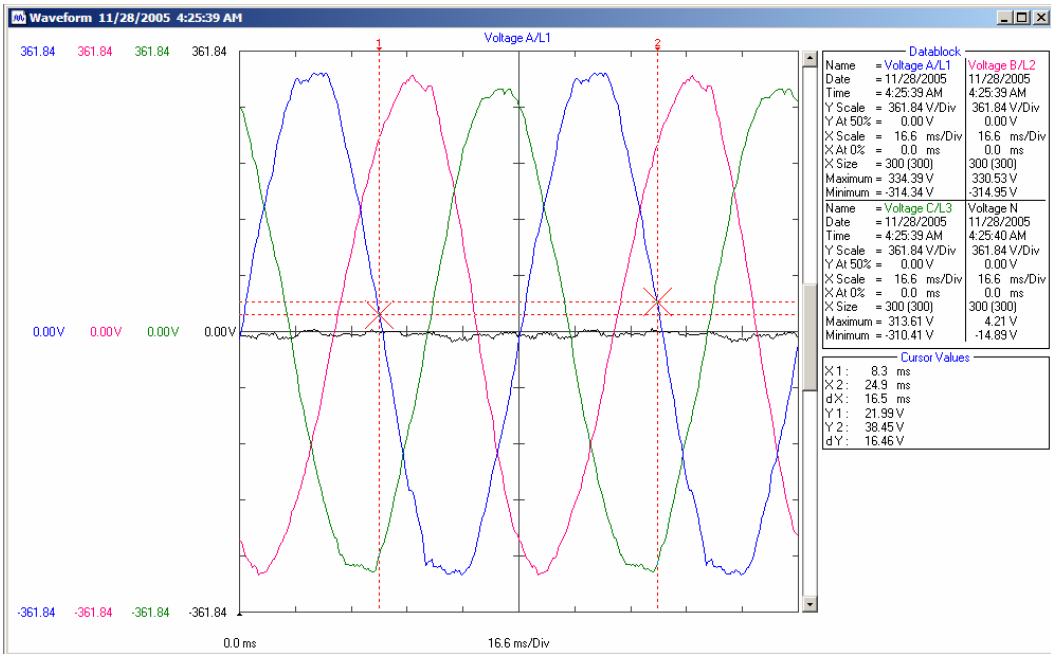 Waveform 11/28/2005 4:25:39 AM
Voltage A/L1
361.84 361.84 361.84 361.84
1 2
0.00V 0.00V 0.00V 0.00V
-361.84 -361.84 -361.84 -361.84
0.0 ms 16.6 ms/Div
Datablock
Name = Voltage A/L1 Voltage B/L2
Date = 11/28/2005 11/28/2005
Time = 4:25:39 AM 4:25:39 AM
Y Scale = 361.84 V/Div 361.84 V/Div
Y At 50% = 0.00 V 0.00 V
X Scale = 16.6 ms/Div 16.6 ms/Div
X At 0% = 0.0 ms 0.0 ms
X Size = 300 (300) 300 (300)
Maximum = 334.39 V 330.53 V
Minimum = -314.34 V -314.95 V
Name = Voltage C/L3 Voltage N
Date = 11/28/2005 11/28/2005
Time = 4:25:39 AM 4:25:40 AM
Y Scale = 361.84 V/Div 361.84 V/Div
Y At 50% = 0.00 V 0.00 V
X Scale = 16.6 ms/Div 16.6 ms/Div
X At 0% = 0.0 ms 0.0 ms
X Size = 300 (300) 300 (300)
Maximum = 313.61 V 4.21 V
Minimum = -310.41 V -14.89 V
Cursor Values
X 1 : 8.3 ms
X 2 : 24.9 ms
dX : 16.5 ms
Y 1 : 21.99 V
Y 2 : 38.45 V
dY : 16.46 V